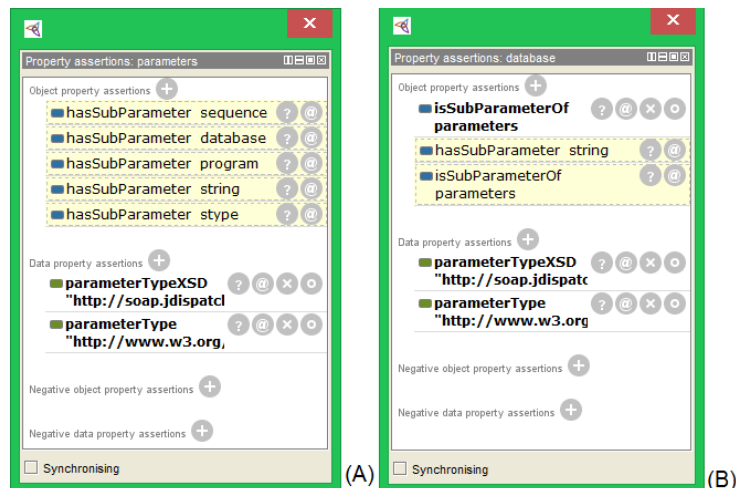 Property assertions: parameters
Object property assertions
hasSubParameter sequence
hasSubParameter database
hasSubParameter program
hasSubParameter string
hasSubParameter stype
Data property assertions
parameterTypeXSD
"http://soap.jdispatcl
parameterType
"http://www.w3.org,
Negative object property assertions
Negative data property assertions
Synchronising
(A)
Property assertions: database
Object property assertions
isSubParameterOf
parameters
hasSubParameter string
isSubParameterOf
parameters
Data property assertions
parameterTypeXSD
"http://soap.jdispatc
parameterType
"http://www.w3.org
Negative object property assertions
Negative data property assertions
Synchronising
(B)